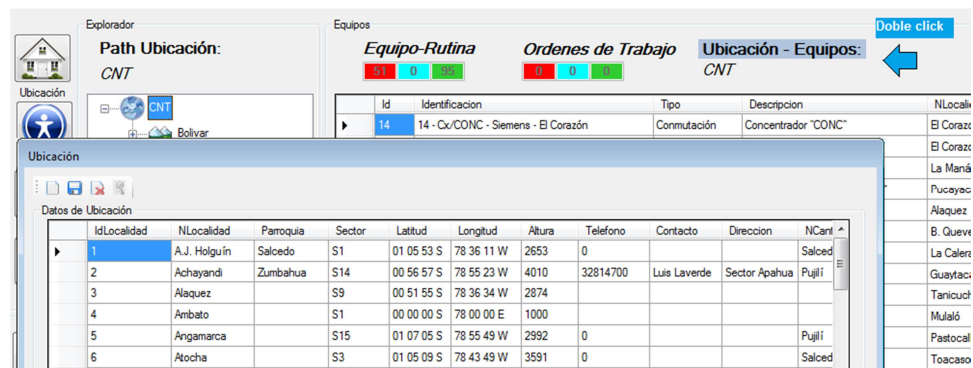 Explorador
Equipos
Doble click
Path Ubicación:
CNT
Equipo-Rutina
51 0 95
Ordenes de Trabajo
0 0 0
Ubicación - Equipos:
CNT
Ubicación
CNT
Bolivar
Id Identificacion Tipo Descripcion NLocali
14 14 - Cx/CONC - Siemens - El Corazón Conmutación Concentrador "CONC" El Corazo
El Corazo
La Maná
Pucayaca
Alaquez
B. Queve
La Calera
Guaytaca
Tanicuch
Mulaló
Pastocall
Toacaso
Ubicación
Datos de Ubicación
IdLocalidad NLocalidad Parroquia Sector Latitud Longitud Altura Telefono Contacto Direccion NCant
1 A.J. Holguín Salcedo S1 01 05 53 S 78 36 11 W 2653 0 Salced
2 Achayandi Zumbahua S14 00 56 57 S 78 55 23 W 4010 32814700 Luis Laverde Sector Apahua Pujilí
3 Alaquez S9 00 51 55 S 78 36 34 W 2874
4 Ambato S1 00 00 00 S 78 00 00 E 1000
5 Angamarca S15 01 07 05 S 78 55 49 W 2992 0 Pujilí
6 Atocha S3 01 05 09 S 78 43 49 W 3591 0 Salced